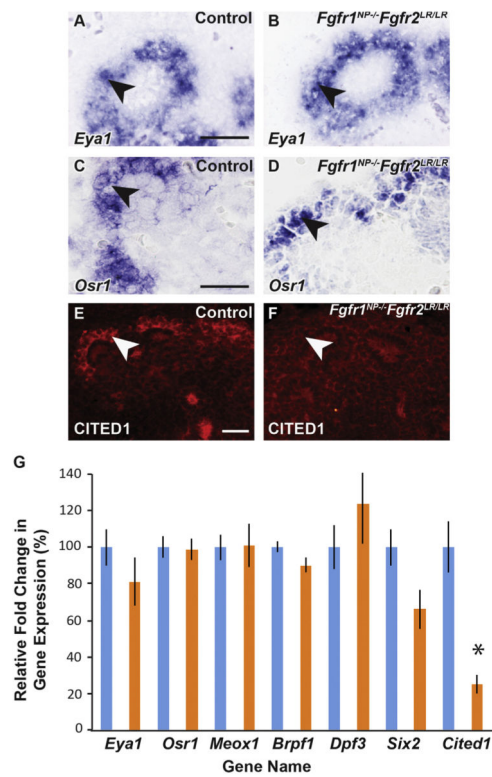 A Control
B Fgfr1NP-/-Fgfr2LR/LR
Eya1
Eya1
C Control
D Fgfr1NP-/-Fgfr2LR/LR
Osr1
Osr1
E Control
F Fgfr1NP-/-Fgfr2LR/LR
CITED1
CITED1
G
Relative Fold Change in
Gene Expression (%)
140
120
100
80
60
40
20
0
*
Eya1 Osr1 Meox1 Brpf1 Dpf3 Six2 Cited1
Gene Name